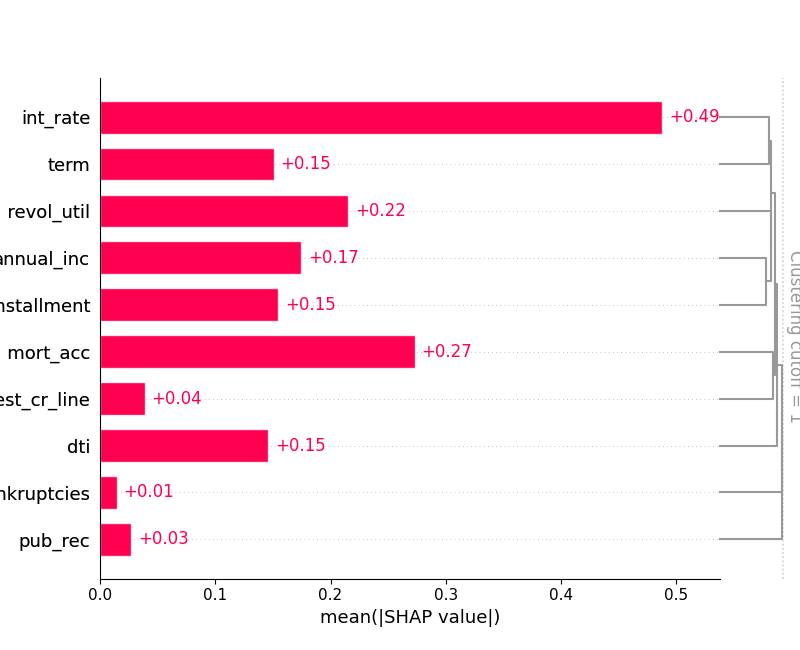 int_rate +0.49
term +0.15
revol_util +0.22
annual_inc +0.17
nstallment +0.15
mort_acc +0.27
est_cr_line +0.04
dti +0.15
nkruptcies +0.01
pub_rec +0.03
0.0 0.1 0.2 0.3 0.4 0.5
mean(|SHAP value|)
Clustering cutoff = 1